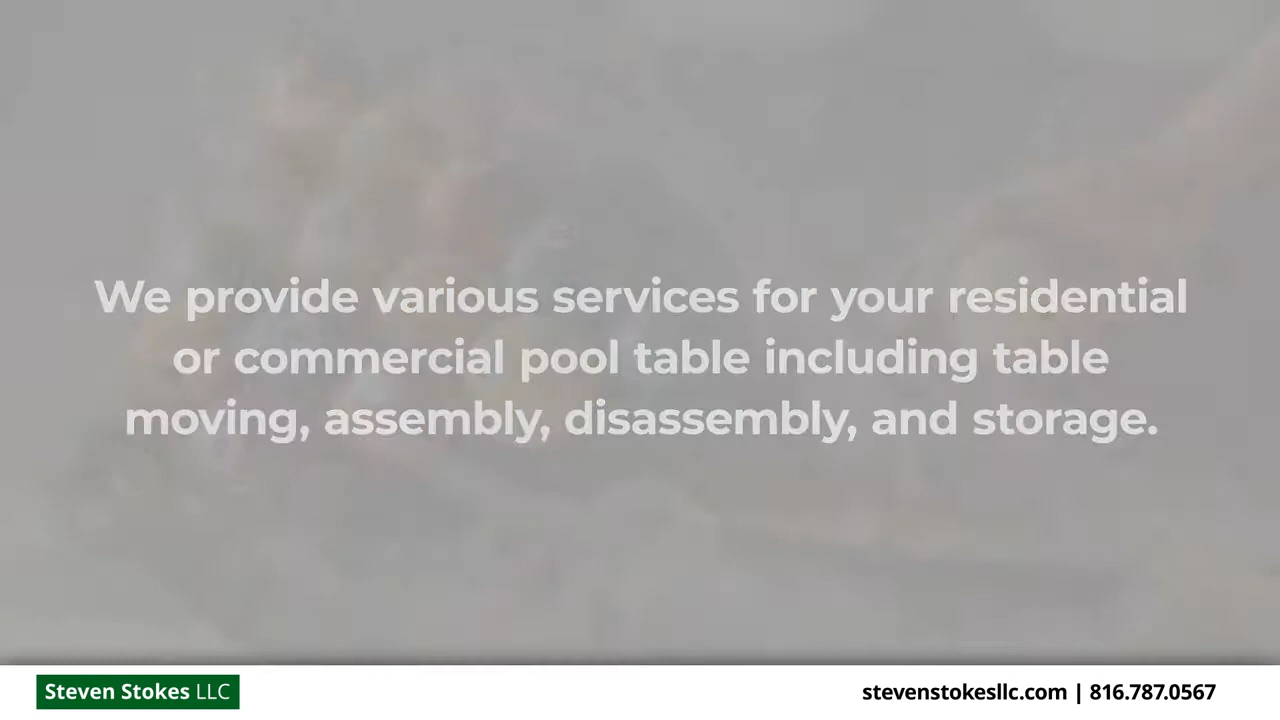 We provide various services for your residential
or commercial pool table including table
moving, assembly, disassembly, and storage.
Steven Stokes LLC
stevenstokesllc.com | 816.787.0567